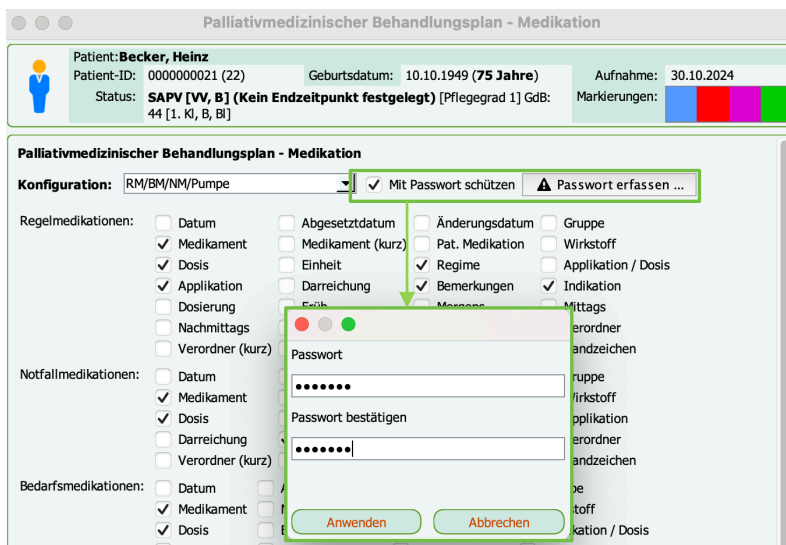 Palliativmedizinischer Behandlungsplan - Medikation
Patient:Becker, Heinz
Patient-ID: 0000000021 (22) Geburtsdatum: 10.10.1949 (75 Jahre) Aufnahme: 30.10.2024
Status: SAPV [VV, B] (Kein Endzeitpunkt festgelegt) [Pflegegrad 1] GdB: Markierungen:
44 [1. Kl, B, Bl]
Palliativmedizinischer Behandlungsplan - Medikation
Konfiguration: RM/BM/NM/Pumpe Mit Passwort schützen Passwort erfassen ...
Regelmedikationen: Datum Abgesetztdatum Änderungsdatum Gruppe
Medikament Medikament (kurz) Pat. Medikation Wirkstoff
Dosis Einheit Regime Applikation / Dosis
Applikation Darreichung Bemerkungen Indikation
Dosierung Früh Morgens Mittags
Nachmittags
Verordner (kurz)
Passwort
Notfallmedikationen: Datum
Medikament
Dosis
Passwort bestätigen
Darreichung
Verordner (kurz)
Bedarfsmedikationen: Datum
Medikament
Dosis
Anwenden Abbrechen